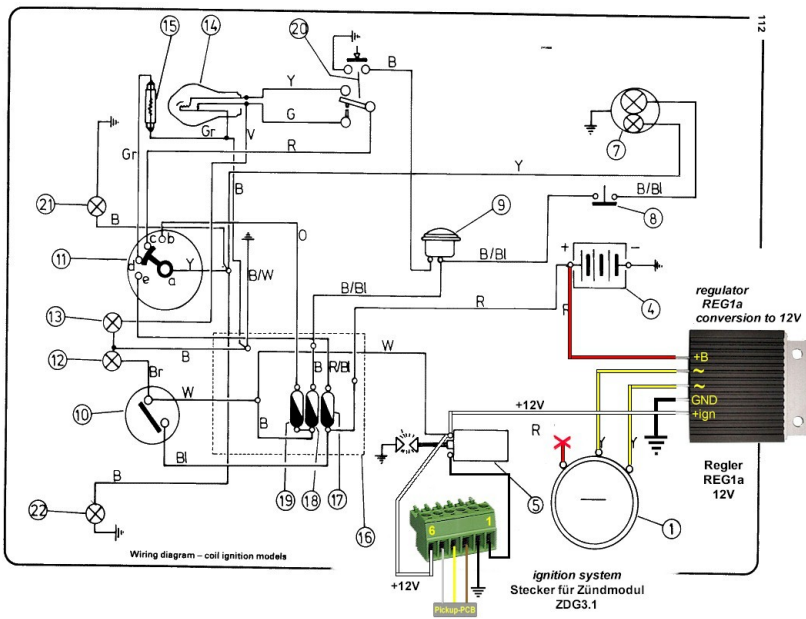 112
15
14
20
B
Y
G
Gr
V
Gr
R
7
Y
21
B
B
B/Bl
8
9
c
b
11
d
e
a
Y
O
B/W
B/Bl
B/Bl
+
−
4
R
R
regulator
REG1a
conversion to 12V
13
12
B
W
Br
W
B
R/Bl
10
B
Bl
+B
~
~
GND
+ign
+12V
R
Y
Y
Regler
REG1a
12V
B
19
18
17
16
5
1
22
6
1
Wiring diagram – coil ignition models
+12V
Pickup-PCB
ignition system
Stecker für Zündmodul
ZDG3.1